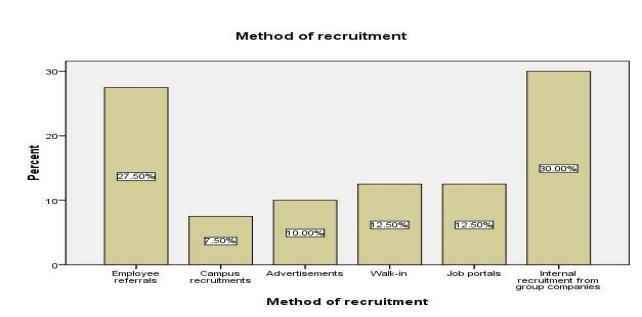 Method of recruitment
Percent
30
20
10
0
27.50%
7.50%
10.00%
12.50%
12.50%
30.00%
Employee
referrals
Campus
recruitments
Advertisements
Walk-in
Job portals
Internal
recruitment from
group companies
Method of recruitment